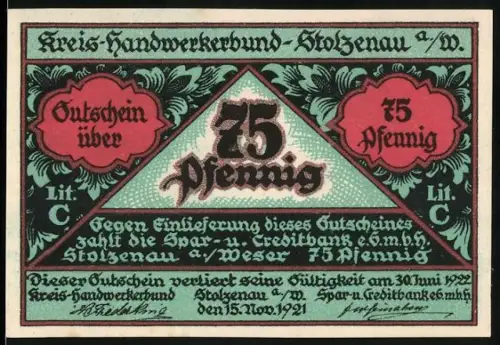 Kreis-Handwerkerbund-Stolzenau a/W.
Gutschein
über
75
Pfennig
75
Pfennig
Lit.
C
Lit.
C
Gegen Einlieferung dieses Gutscheines
zahlt die Spar- u. Creditbank e.G.m.b.H.
Stolzenau a./Weser 75 Pfennig
Dieser Gutschein verliert seine Gültigkeit am 30. Juni 1922
Kreis-Handwerkerbund Stolzenau a/W. Spar-u. Creditbank e.G.m.b.H.
den 15. Nov. 1921